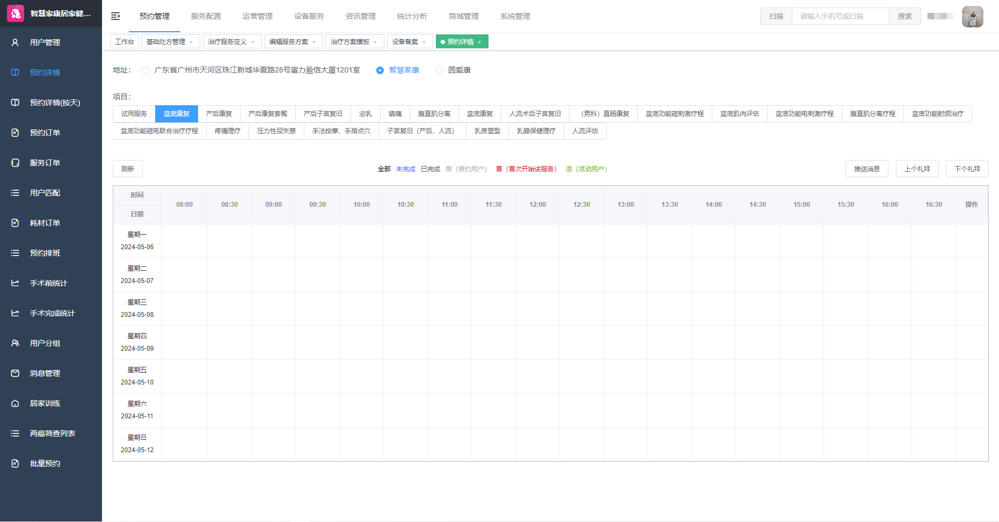 智慧家康居家健...
预约管理 服务配置 运营管理 设备服务 资讯管理 统计分析 商城管理 系统管理
扫描 请输入手机号或扫描 搜索
工作台 基础处方管理 × 治疗服务定义 × 编辑服务方案 × 治疗方案模板 × 设备备案 × 预约详情 ×
用户管理
预约详情
预约详情(按天)
预约订单
服务订单
用户匹配
耗材订单
预约排班
手术前统计
手术完成统计
用户分组
消息管理
居家训练
两癌筛查列表
批量预约
地址： 广东省广州市天河区珠江新城华夏路28号富力盈信大厦1201室 智慧家康 圆爱康
项目：
试用服务 盆底康复 产后康复 产后康复套餐 产后子宫复旧 泌乳 镇痛 腹直肌分离 盆底康复 人流术后子宫复旧 （男科）直肠康复 盆底功能磁刺激疗程 盆底肌肉评估 盆底功能电刺激疗程 腹直肌分离疗程 盆底功能射频治疗
盆底功能磁电联合治疗疗程 疼痛理疗 压力性尿失禁 手法按摩、手指点穴 子宫复旧（产后、人流） 乳房塑型 乳腺保健理疗 人流评估
刷新 全部 未完成 已完成 爽（爽约用户） 首（首次开始该服务） 活（活动用户） 推送消息 上个礼拜 下个礼拜
时间
日期
08:00 08:30 09:00 09:30 10:00 10:30 11:00 11:30 12:00 12:30 13:00 13:30 14:00 14:30 15:00 15:30 16:00 16:30 操作
星期一
2024-05-06
星期二
2024-05-07
星期三
2024-05-08
星期四
2024-05-09
星期五
2024-05-10
星期六
2024-05-11
星期日
2024-05-12